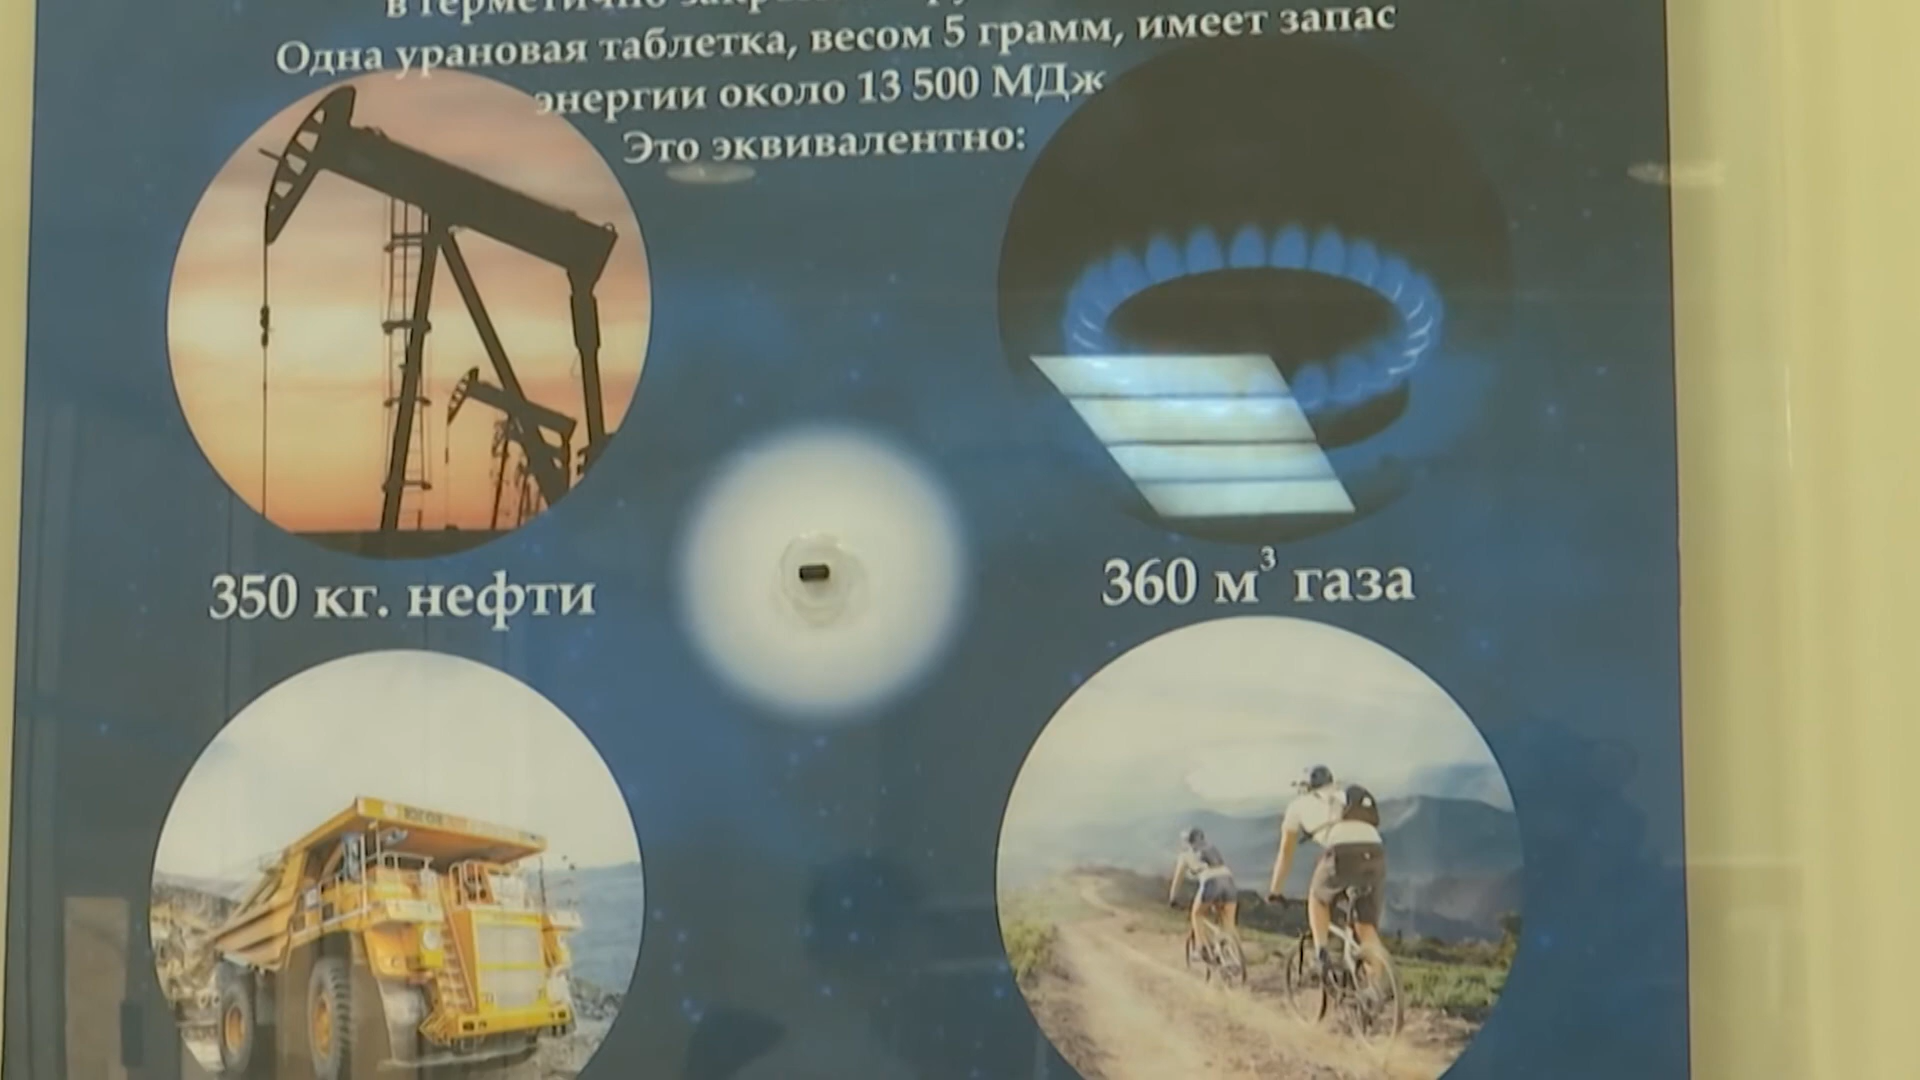 в герметично
Одна урановая таблетка, весом 5 грамм, имеет запас
энергии около 13 500 МДж
Это эквивалентно:
350 кг. нефти
360 м³ газа